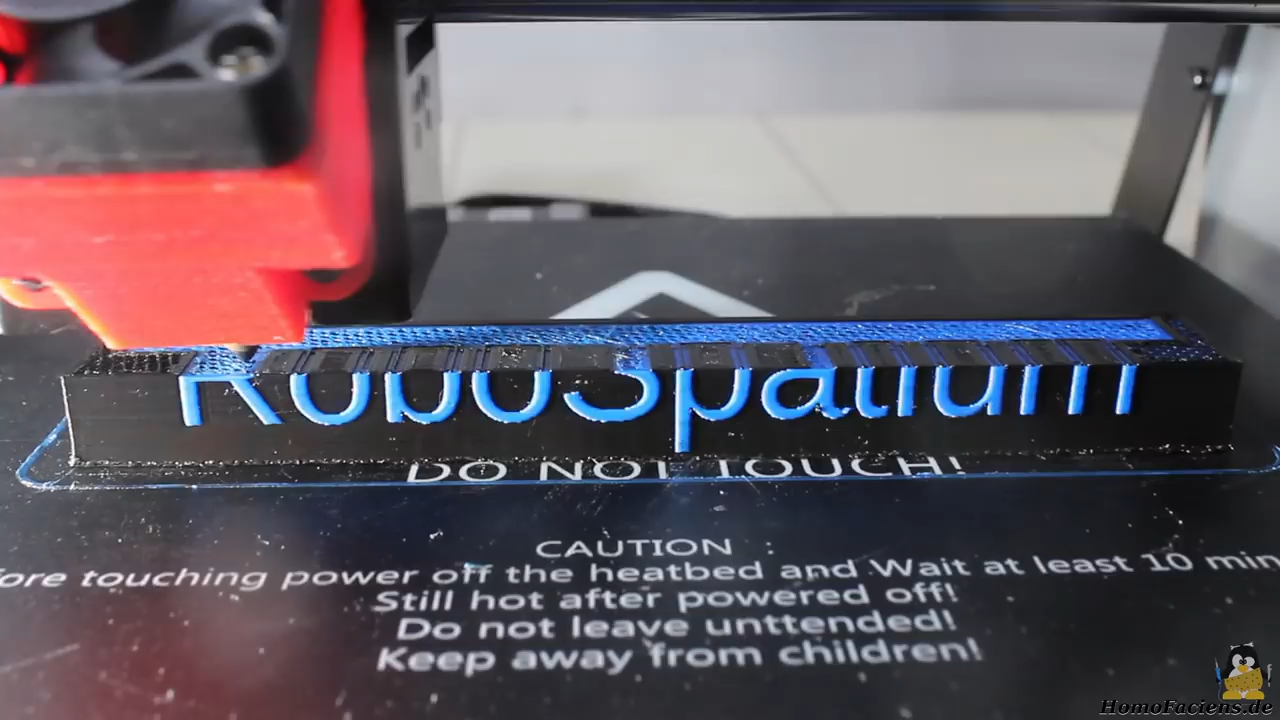 RoboSpatium
DO NOT TOUCH!
CAUTION :
fore touching power off the heatbed and Wait at least 10 min
Still hot after powered off!
Do not leave unttended!
Keep away from children!
HomoFaciens.de